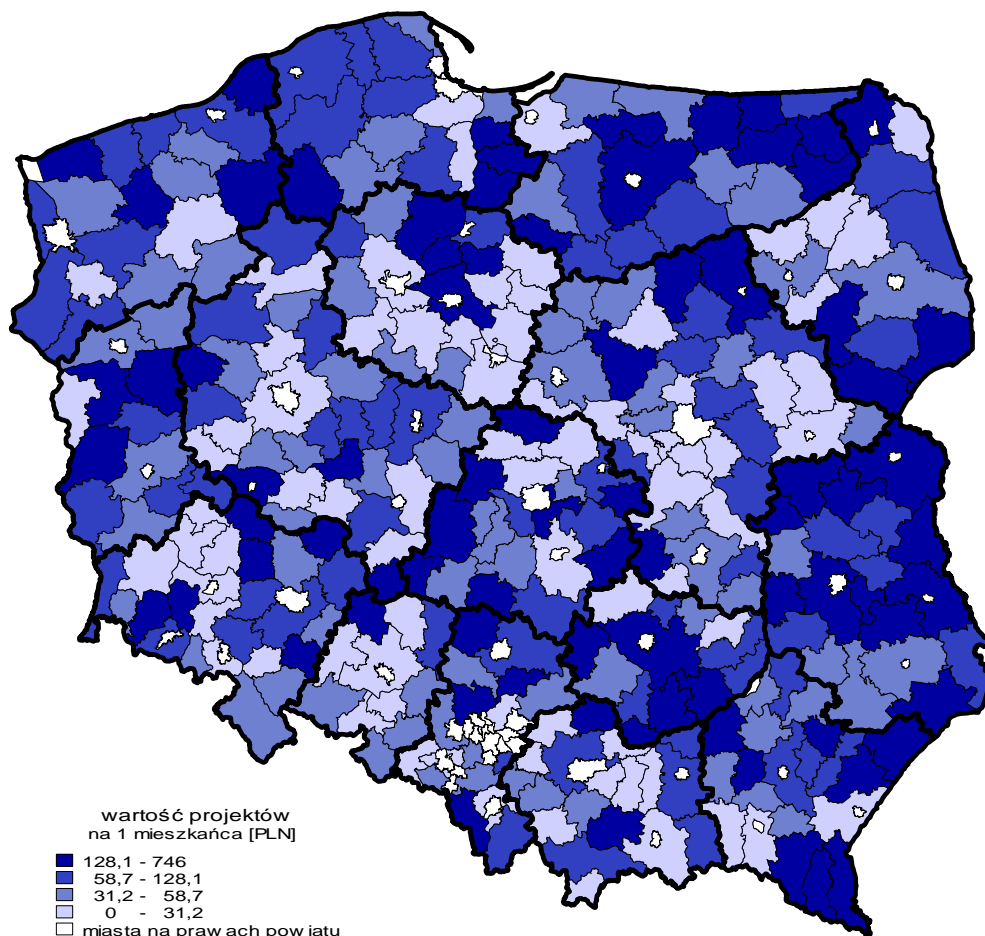 wartość projektów
na 1 mieszkańca [PLN]
128,1 - 746
58,7 - 128,1
31,2 - 58,7
0 - 31,2
miasta na prawach powiatu